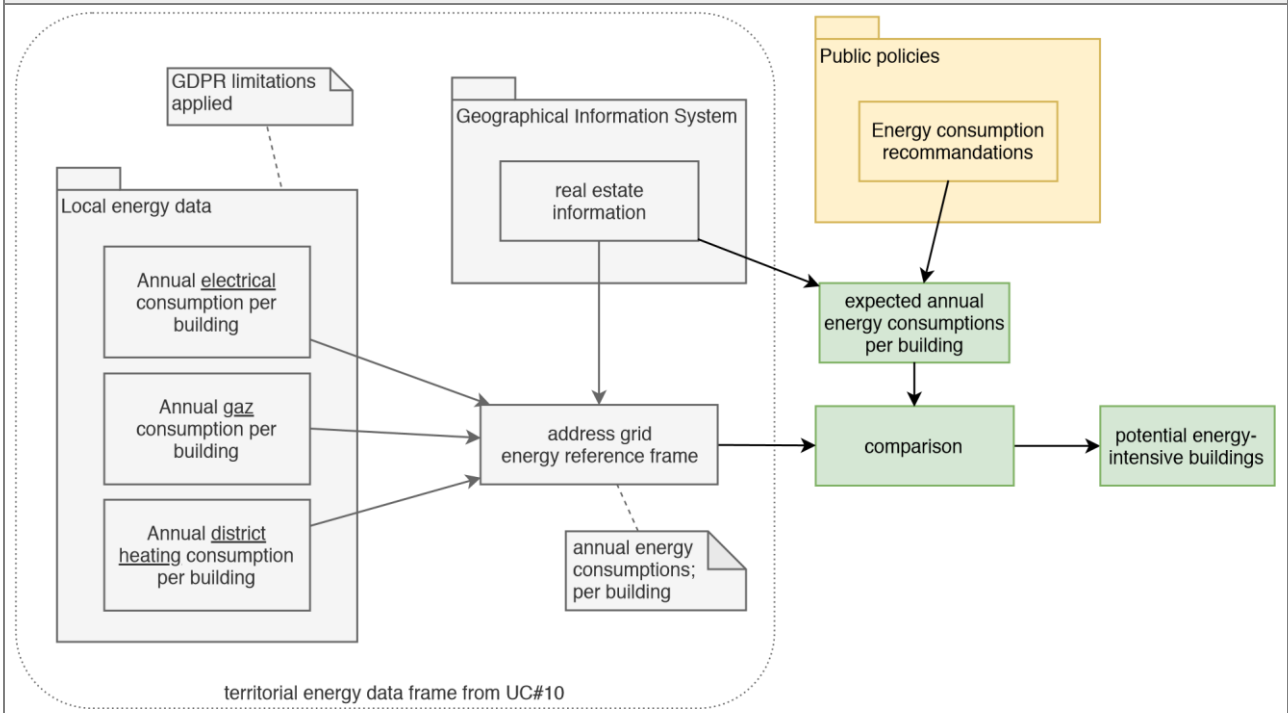 GDPR limitations
applied
Local energy data
Annual electrical
consumption per
building
Annual gaz
consumption per
building
Annual district
heating consumption
per building
Geographical Information System
real estate
information
address grid
energy reference frame
annual energy
consumptions;
per building
territorial energy data frame from UC#10
Public policies
Energy consumption
recommandations
expected annual
energy consumptions
per building
comparison
potential energy-
intensive buildings